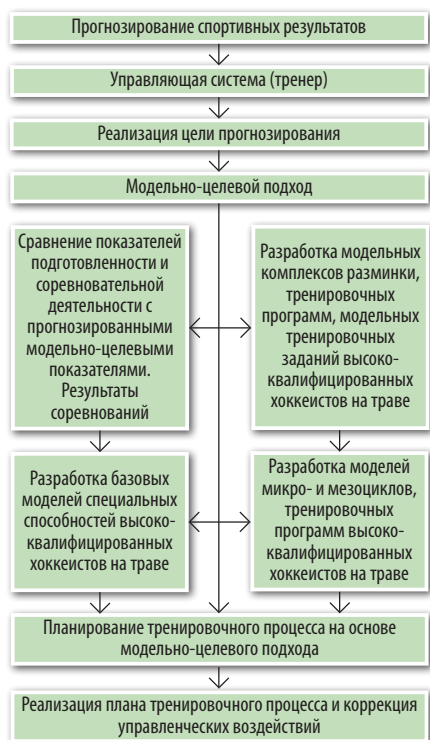 Прогнозирование спортивных результатов
Управляющая система (тренер)
Реализация цели прогнозирования
Модельно-целевой подход
Сравнение показателей
подготовленности и
соревновательной
деятельности с
прогнозированными
модельно-целевыми
показателями.
Результаты
соревнований
Разработка модельных
комплексов разминки,
тренировочных
программ, модельных
тренировочных
заданий высоко-
квалифицированных
хоккеистов на траве
Разработка базовых
моделей специальных
способностей высоко-
квалифицированных
хоккеистов на траве
Разработка моделей
микро- и мезоциклов,
тренировочных
программ высоко-
квалифицированных
хоккеистов на траве
Планирование тренировочного процесса на основе
модельно-целевого подхода
Реализация плана тренировочного процесса и коррекция
управленческих воздействий